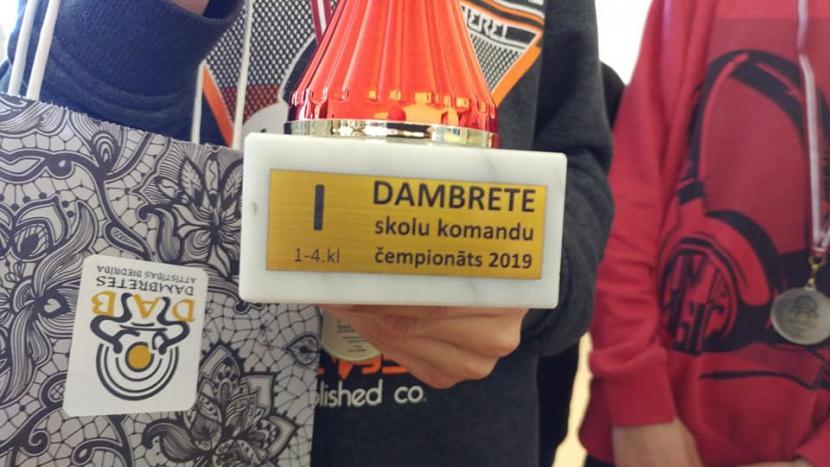 I
1-4.kl
DAMBRETE
skolu komandu
čempionāts 2019
DAB
DAMBRETES
ATTĪSTĪBAS BIEDRĪBA
blished co.